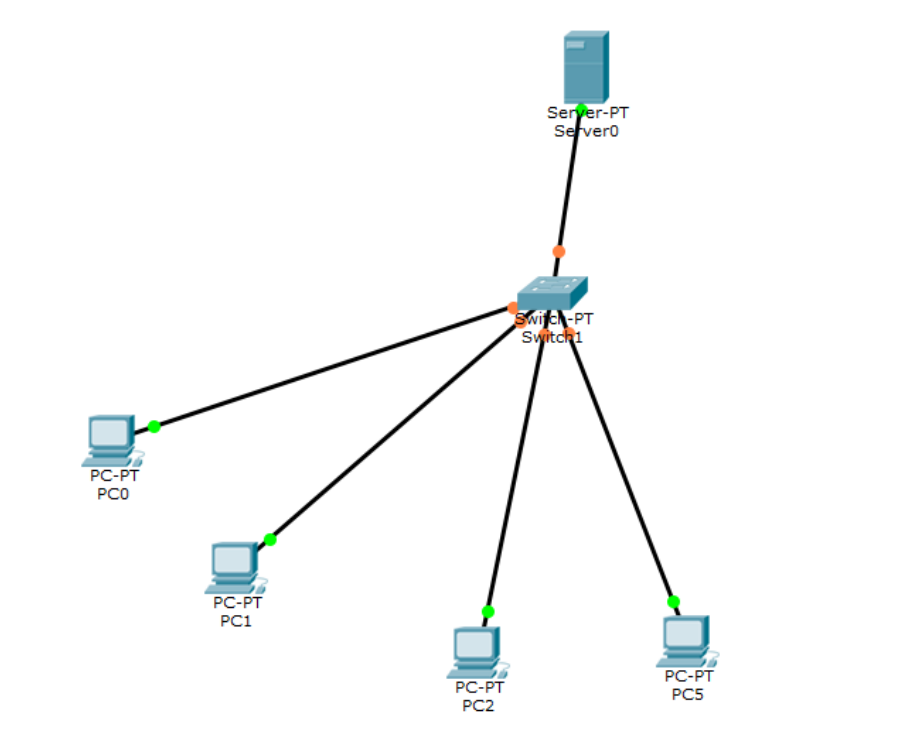 Server-PT
Server0
Switch-PT
Switch1
PC-PT
PC0
PC-PT
PC1
PC-PT
PC2
PC-PT
PC5